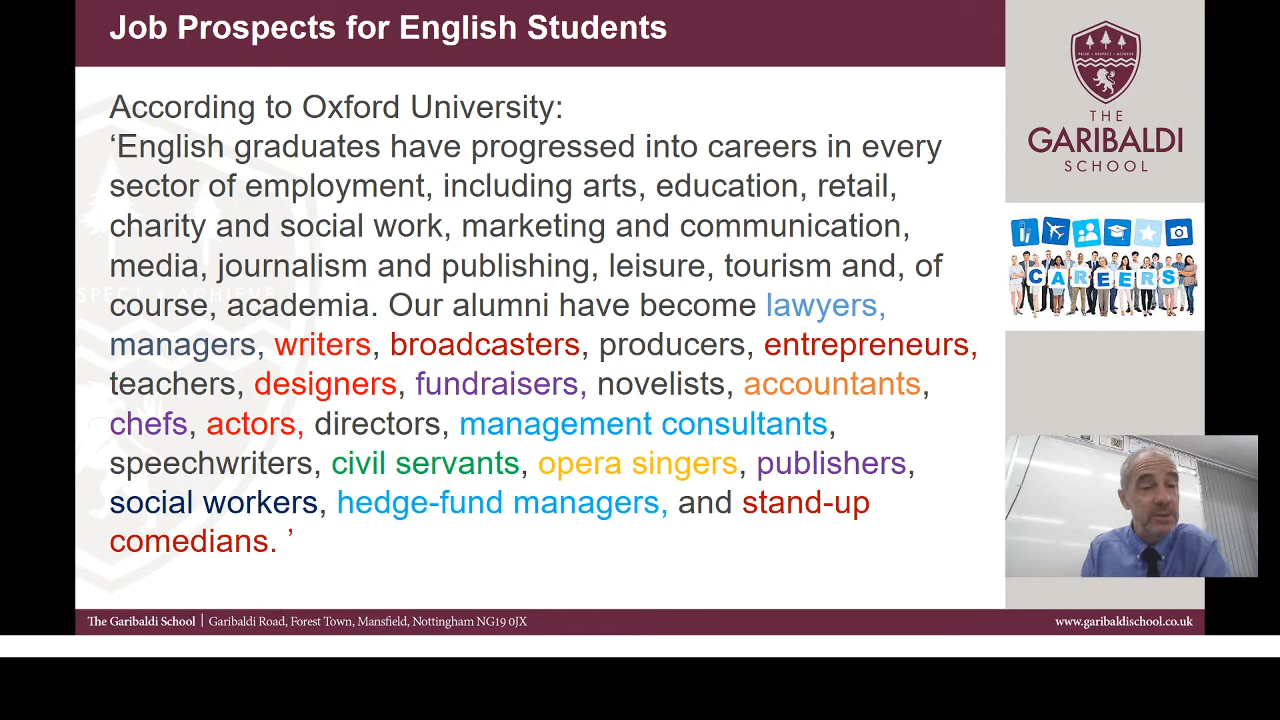 Job Prospects for English Students
According to Oxford University:
‘English graduates have progressed into careers in every
sector of employment, including arts, education, retail,
charity and social work, marketing and communication,
media, journalism and publishing, leisure, tourism and, of
course, academia. Our alumni have become lawyers,
managers, writers, broadcasters, producers, entrepreneurs,
teachers, designers, fundraisers, novelists, accountants,
chefs, actors, directors, management consultants,
speechwriters, civil servants, opera singers, publishers,
social workers, hedge-fund managers, and stand-up
comedians. ’
PRIDE / RESPECT / ACHIEVE
THE
GARIBALDI
SCHOOL
CAREERS
The Garibaldi School | Garibaldi Road, Forest Town, Mansfield, Nottingham NG19 0JX
www.garibaldischool.co.uk